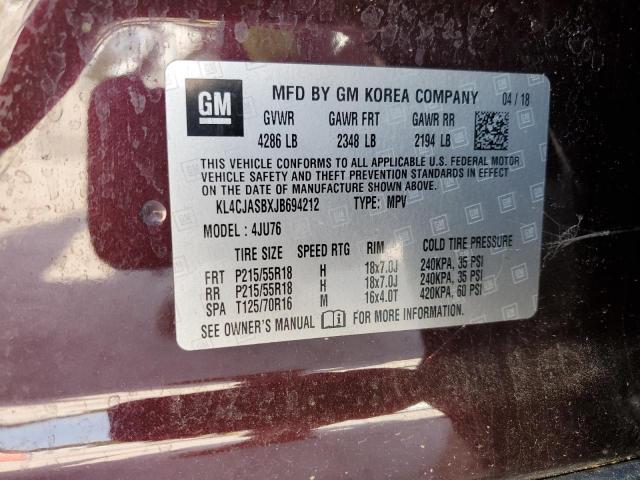 GM MFD BY GM KOREA COMPANY 04 / 18
GVWR GAWR FRT GAWR RR
4286 LB 2348 LB 2194 LB
THIS VEHICLE CONFORMS TO ALL APPLICABLE U.S. FEDERAL MOTOR
VEHICLE SAFETY AND THEFT PREVENTION STANDARDS IN EFFECT
ON THE DATE OF MANUFACTURE SHOWN ABOVE.
KL4CJASBXJB694212 TYPE: MPV
MODEL : 4JU76
TIRE SIZE SPEED RTG RIM COLD TIRE PRESSURE
FRT P215/55R18 H 18x7.0J 240KPA, 35 PSI
RR P215/55R18 H 18x7.0J 240KPA, 35 PSI
SPA T125/70R16 M 16x4.0T 420KPA, 60 PSI
SEE OWNER'S MANUAL FOR MORE INFORMATION.